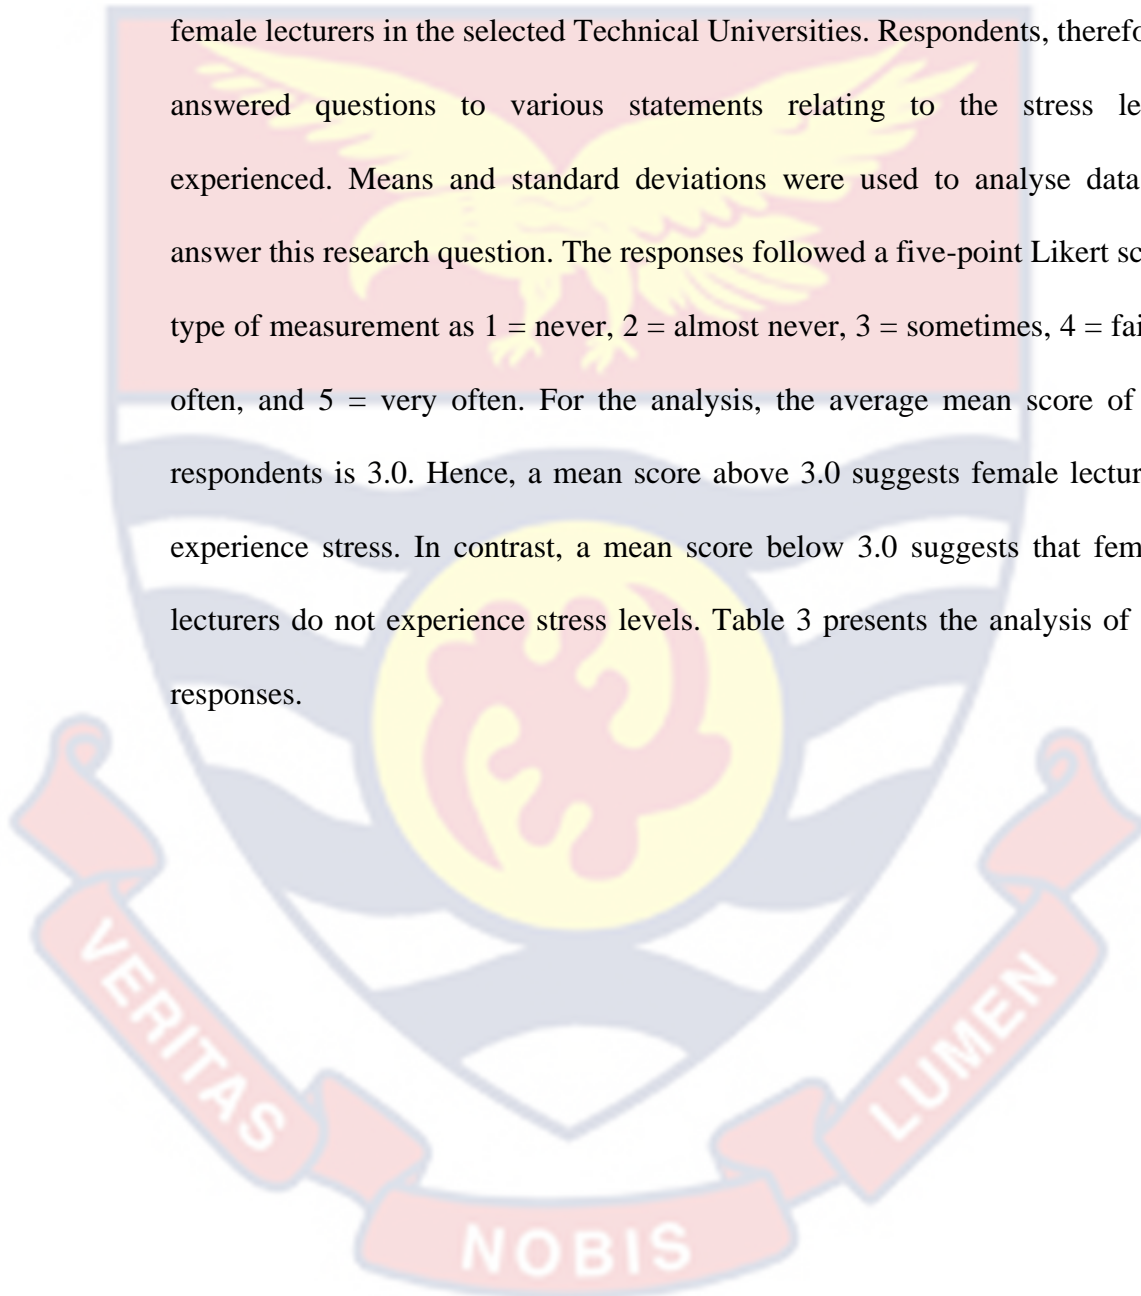 female lecturers in the selected Technical Universities. Respondents, therefo
answered questions to various statements relating to the stress le
experienced. Means and standard deviations were used to analyse data
answer this research question. The responses followed a five-point Likert sc
type of measurement as 1 = never, 2 = almost never, 3 = sometimes, 4 = fai
often, and 5 = very often. For the analysis, the average mean score of
respondents is 3.0. Hence, a mean score above 3.0 suggests female lectur
experience stress. In contrast, a mean score below 3.0 suggests that fem
lecturers do not experience stress levels. Table 3 presents the analysis of
responses.
VERITAS
NOBIS
LUMEN